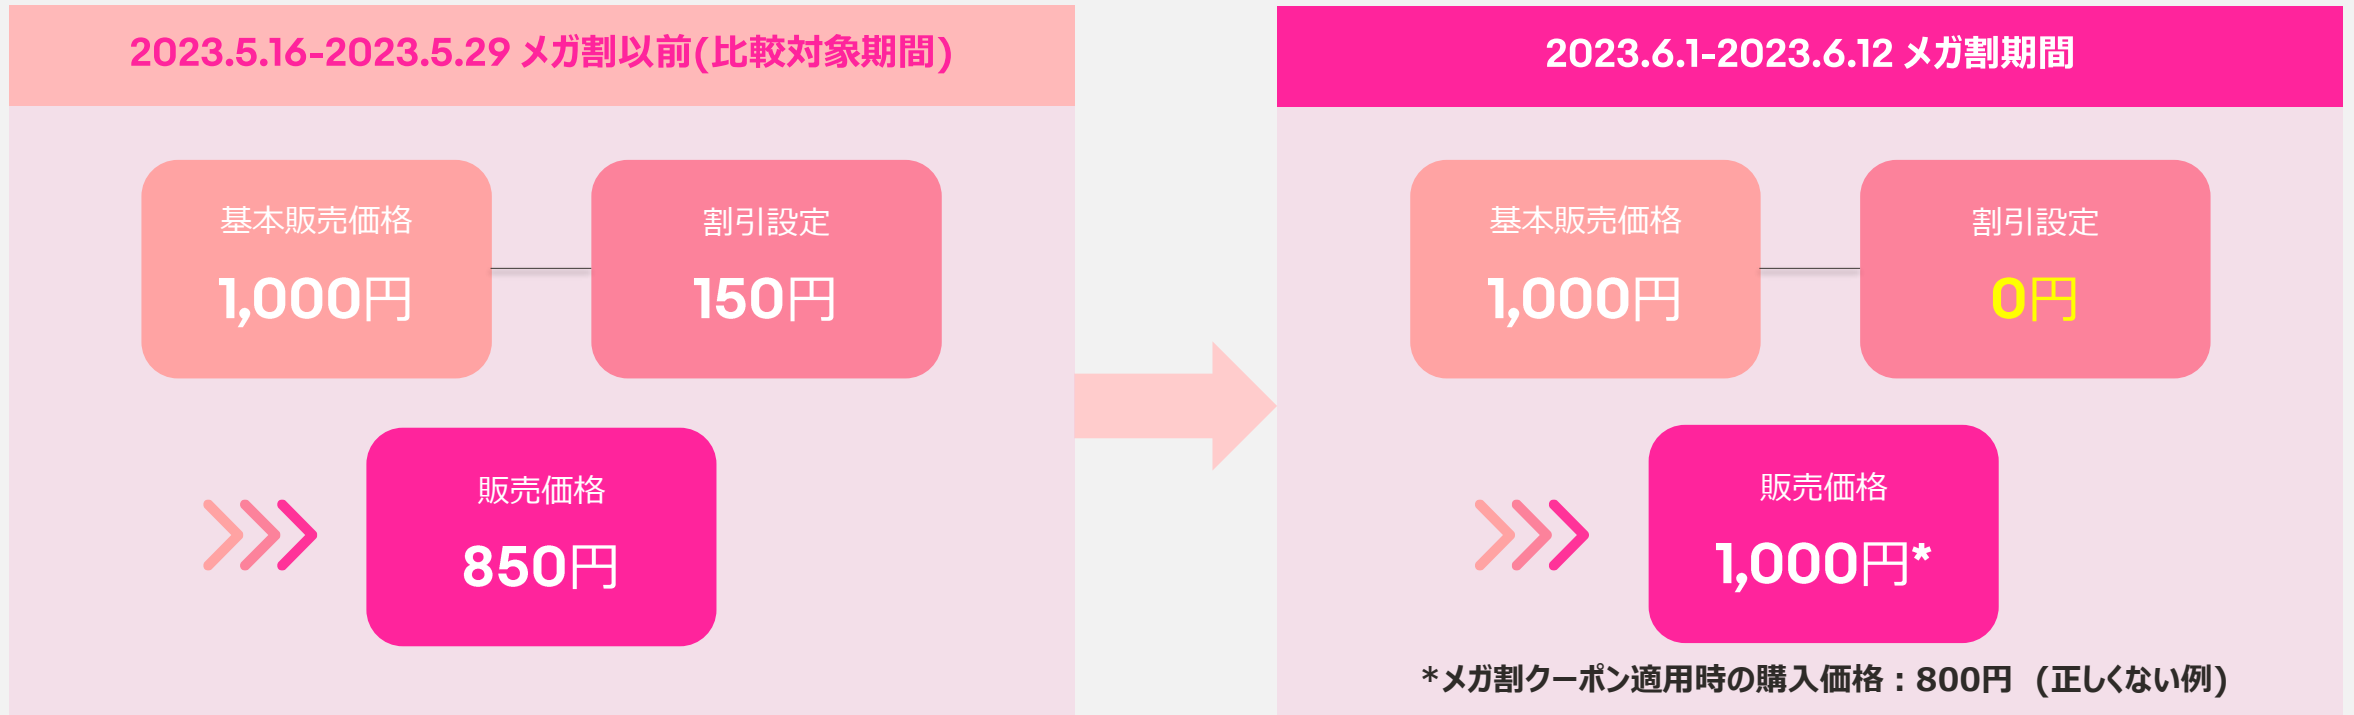 2023.5.16-2023.5.29 メガ割以前(比較対象期間)
基本販売価格
1,000円
割引設定
150円
販売価格
850円
2023.6.1-2023.6.12 メガ割期間
基本販売価格
1,000円
割引設定
0円
販売価格
1,000円*
*メガ割クーポン適用時の購入価格：800円 (正しくない例)